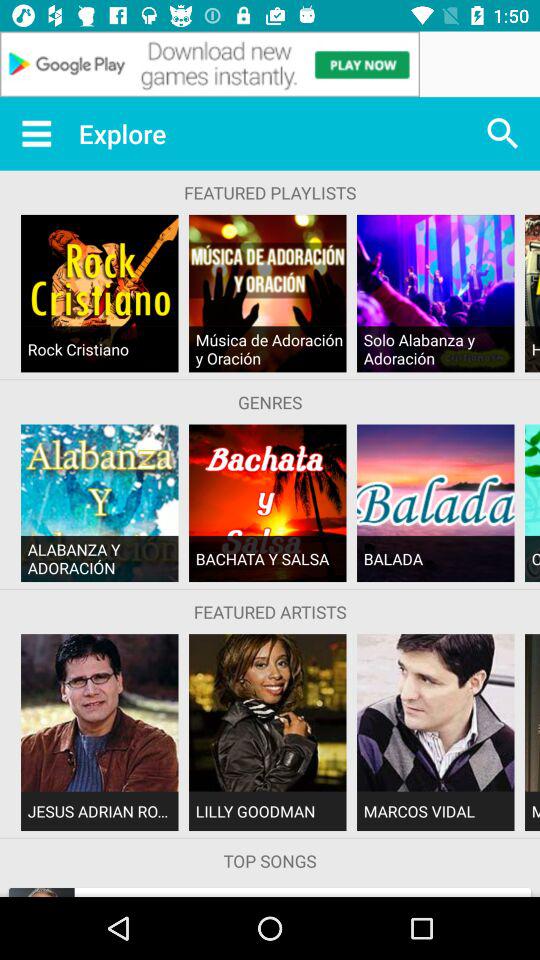 1:50
Google Play
Download new
games instantly.
PLAY NOW
Explore
FEATURED PLAYLISTS
Rock
Cristiano
Rock Cristiano
MÚSICA DE ADORACIÓN
Y ORACIÓN
Música de Adoración
y Oración
Solo Alabanza y
Adoración
H
GENRES
Alabanza
Y
ALABANZA Y
ADORACIÓN
Bachata
y
Salsa
BACHATA Y SALSA
Balada
BALADA
C
FEATURED ARTISTS
JESUS ADRIAN RO...
LILLY GOODMAN
MARCOS VIDAL
M
TOP SONGS